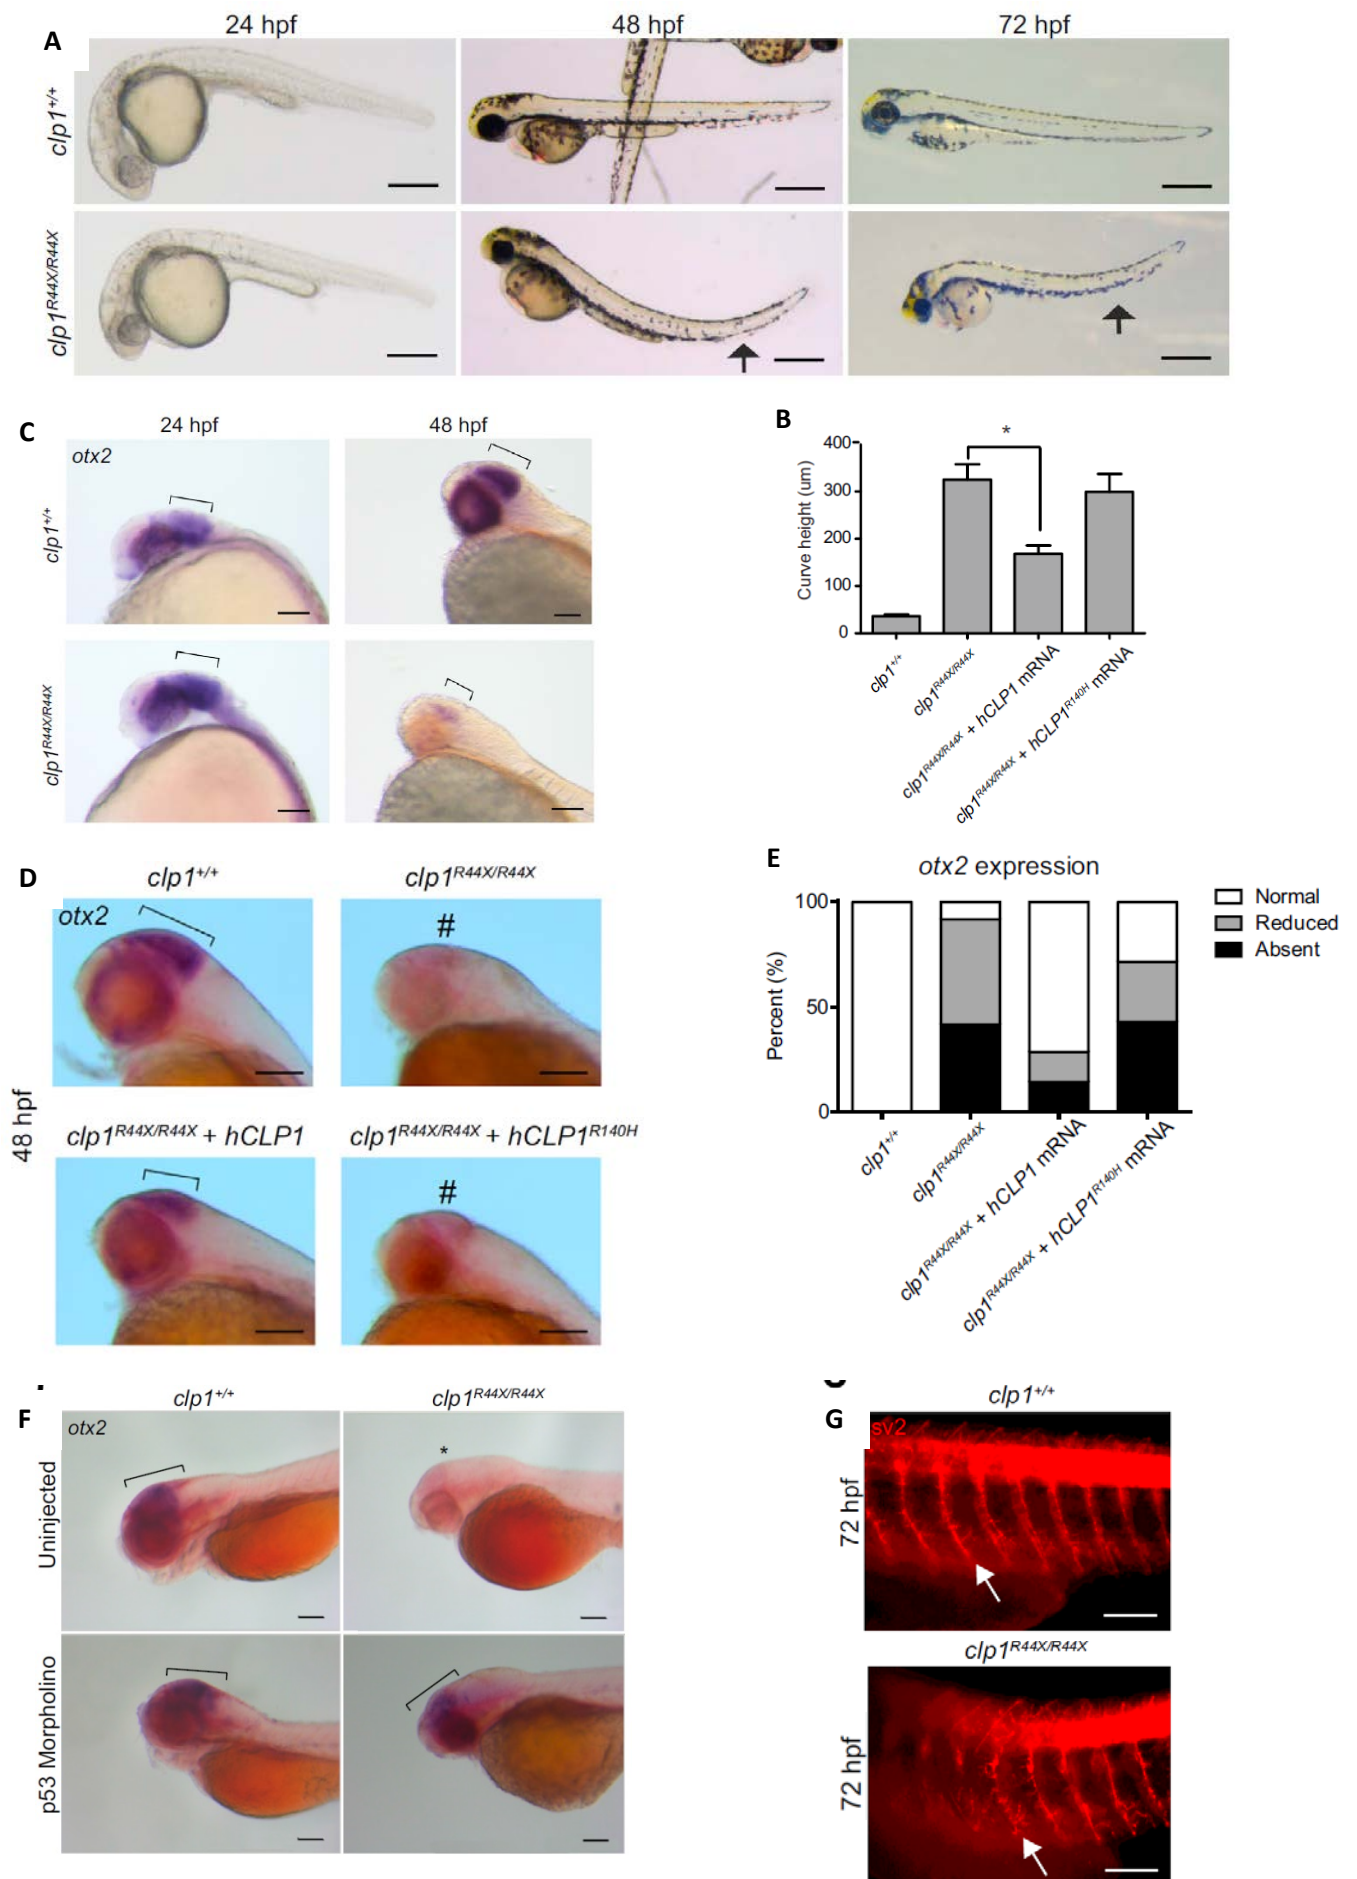 A
24 hpf
48 hpf
72 hpf
clp1+/+
clp1R44X/R44X
C
24 hpf
48 hpf
otx2
clp1+/+
clp1R44X/R44X
B
*
Curve height (um)
400
300
200
100
0
clp1+/+
clp1R44X/R44X
clp1R44X/R44X + hCLP1 mRNA
clp1R44X/R44X + hCLP1R140H mRNA
D
clp1+/+
clp1R44X/R44X
otx2
#
48 hpf
clp1R44X/R44X + hCLP1
clp1R44X/R44X + hCLP1R140H
#
E
otx2 expression
Normal
Reduced
Absent
Percent (%)
100
50
0
clp1+/+
clp1R44X/R44X
clp1R44X/R44X + hCLP1 mRNA
clp1R44X/R44X + hCLP1R140H mRNA
F
clp1+/+
clp1R44X/R44X
otx2
*
Uninjected
p53 Morpholino
G
clp1+/+
sv2
72 hpf
clp1R44X/R44X
72 hpf